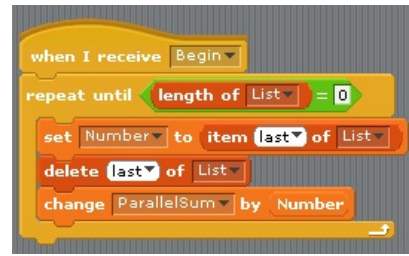 when I receive Begin
repeat until length of List = 0
set Number to item last of List
delete last of List
change ParallelSum by Number